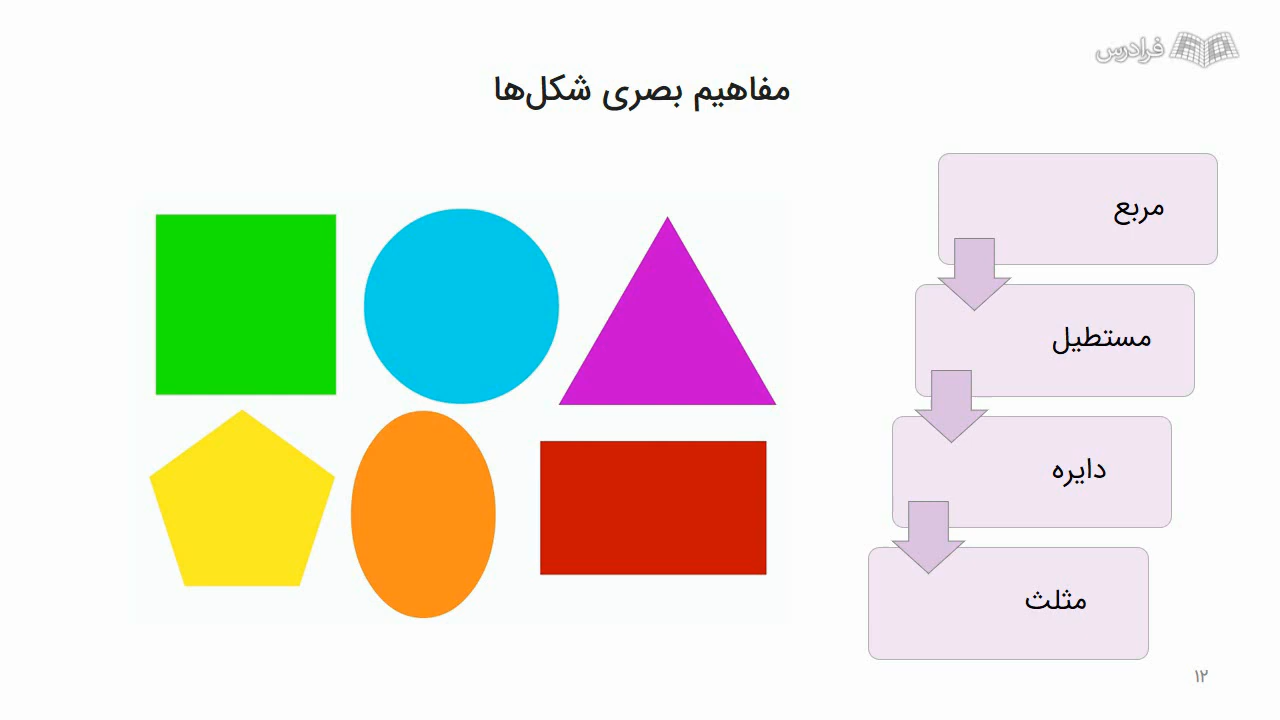 فرادرس
مفاهیم بصری شکل‌ها
مربع
مستطیل
دایره
مثلث
۱۲